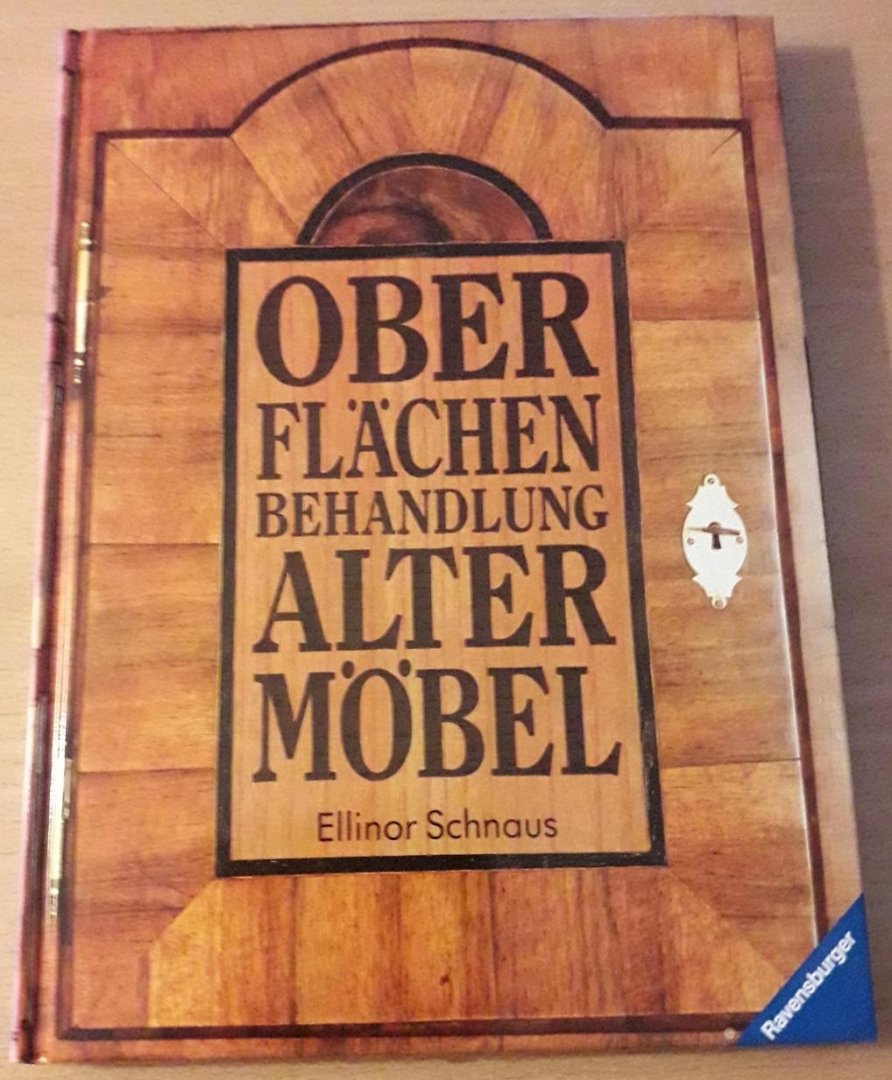 OBER
FLÄCHEN
BEHANDLUNG
ALTER
MÖBEL
Ellinor Schnaus
Ravensburger